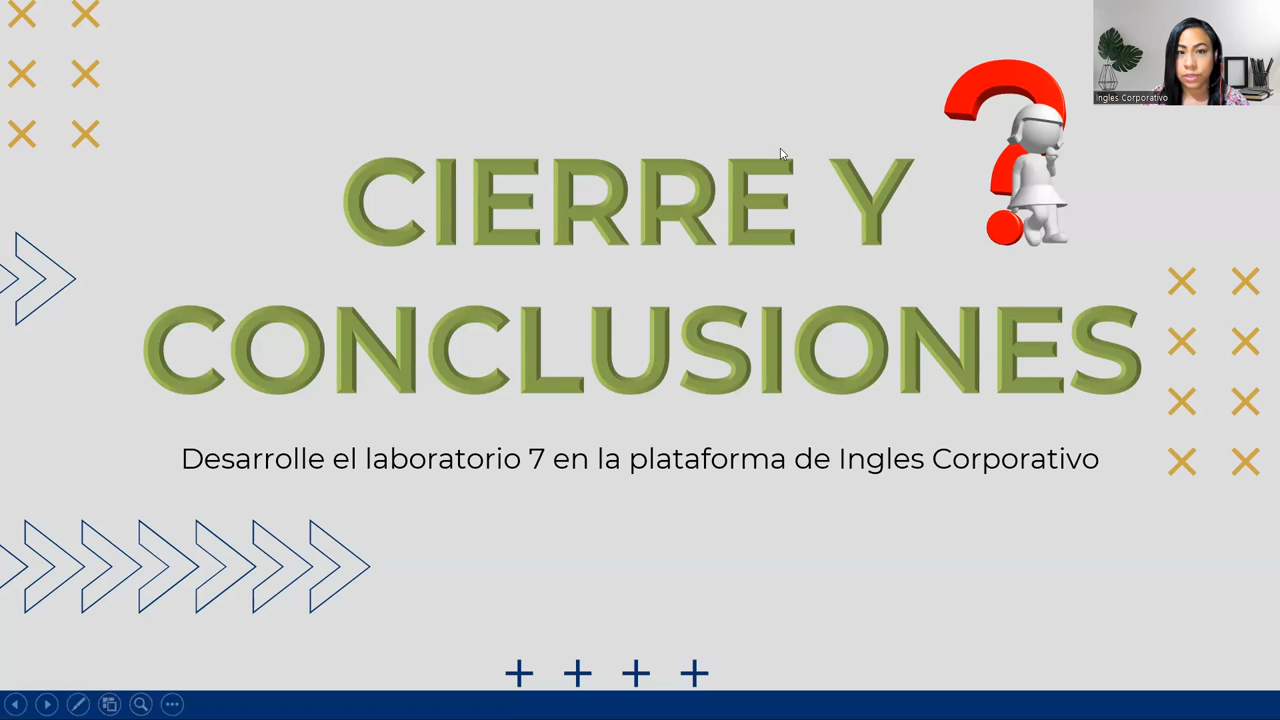 Ingles Corporativo
CIERRE Y
CONCLUSIONES
Desarrolle el laboratorio 7 en la plataforma de Ingles Corporativo